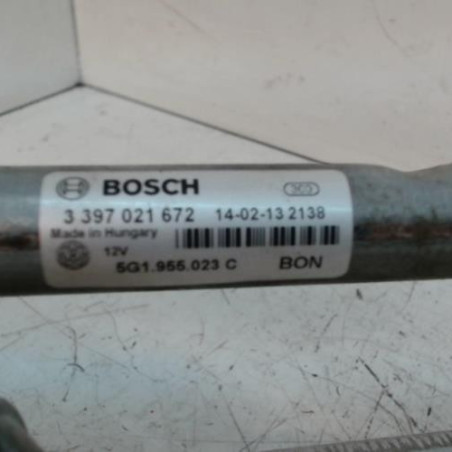 BOSCH
3 397 021 672 14-02-13 2138
Made in Hungary
12V
5G1.955.023 C BON